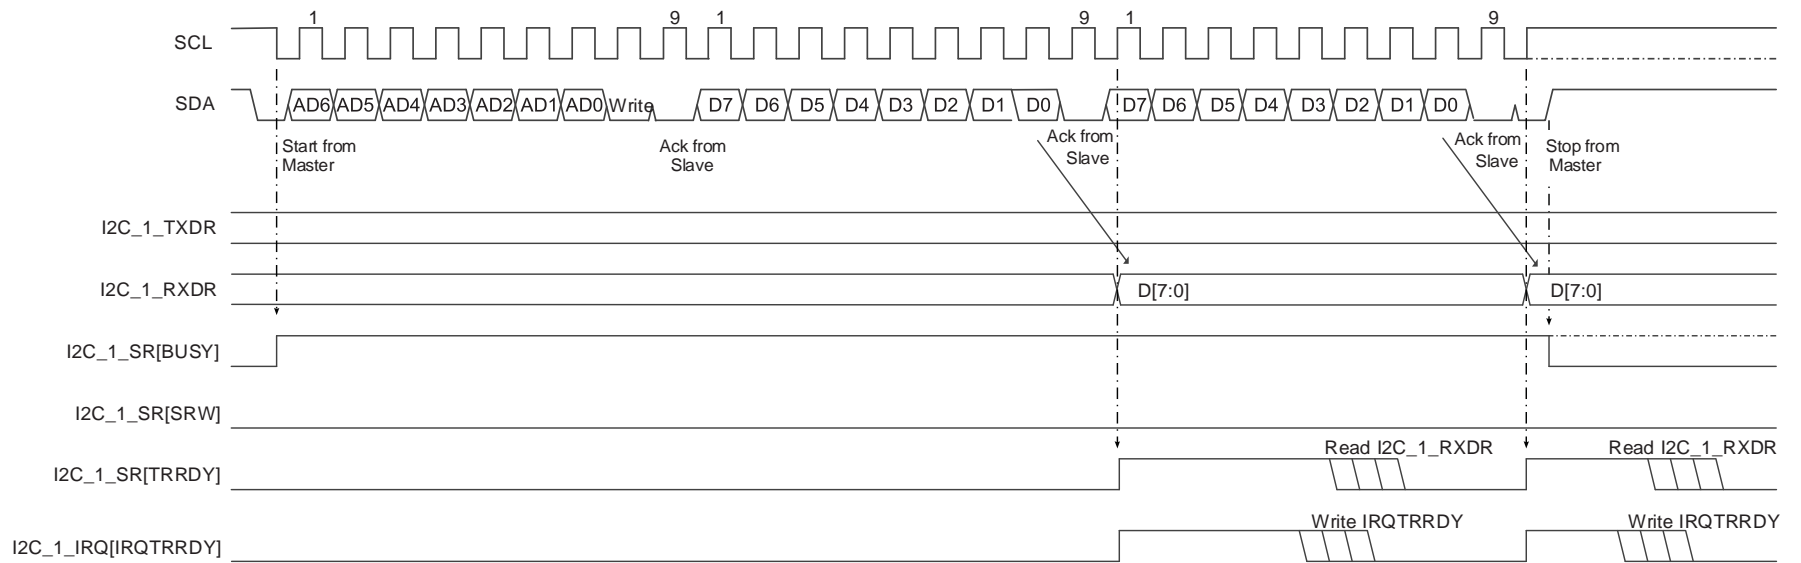 1 9 1 9 1 9
SCL
SDA AD6 AD5 AD4 AD3 AD2 AD1 AD0 Write D7 D6 D5 D4 D3 D2 D1 D0 D7 D6 D5 D4 D3 D2 D1 D0
Start from
Master
Ack from
Slave
Ack from
Slave
Ack from
Slave
Stop from
Master
I2C_1_TXDR
I2C_1_RXDR D[7:0] D[7:0]
I2C_1_SR[BUSY]
I2C_1_SR[SRW]
Read I2C_1_RXDR Read I2C_1_RXDR
I2C_1_SR[TRRDY]
Write IRQTRRDY Write IRQTRRDY
I2C_1_IRQ[IRQTRRDY]